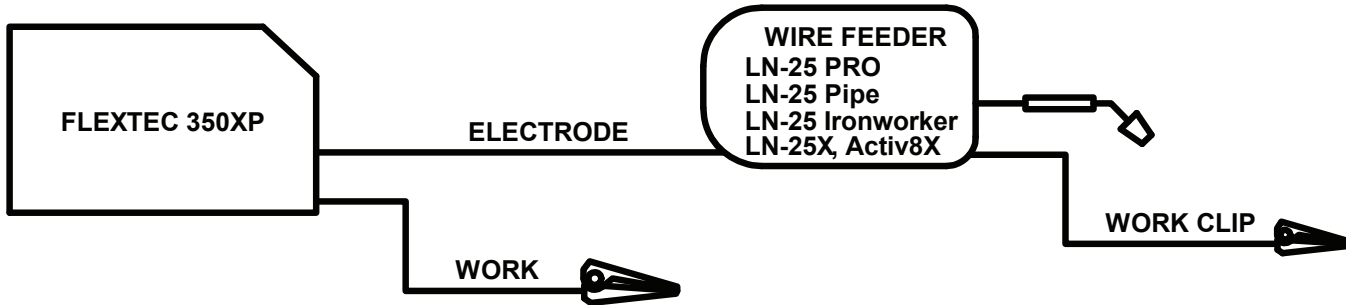 FLEXTEC 350XP
ELECTRODE
WORK
WIRE FEEDER
LN-25 PRO
LN-25 Pipe
LN-25 Ironworker
LN-25X, Activ8X
WORK CLIP